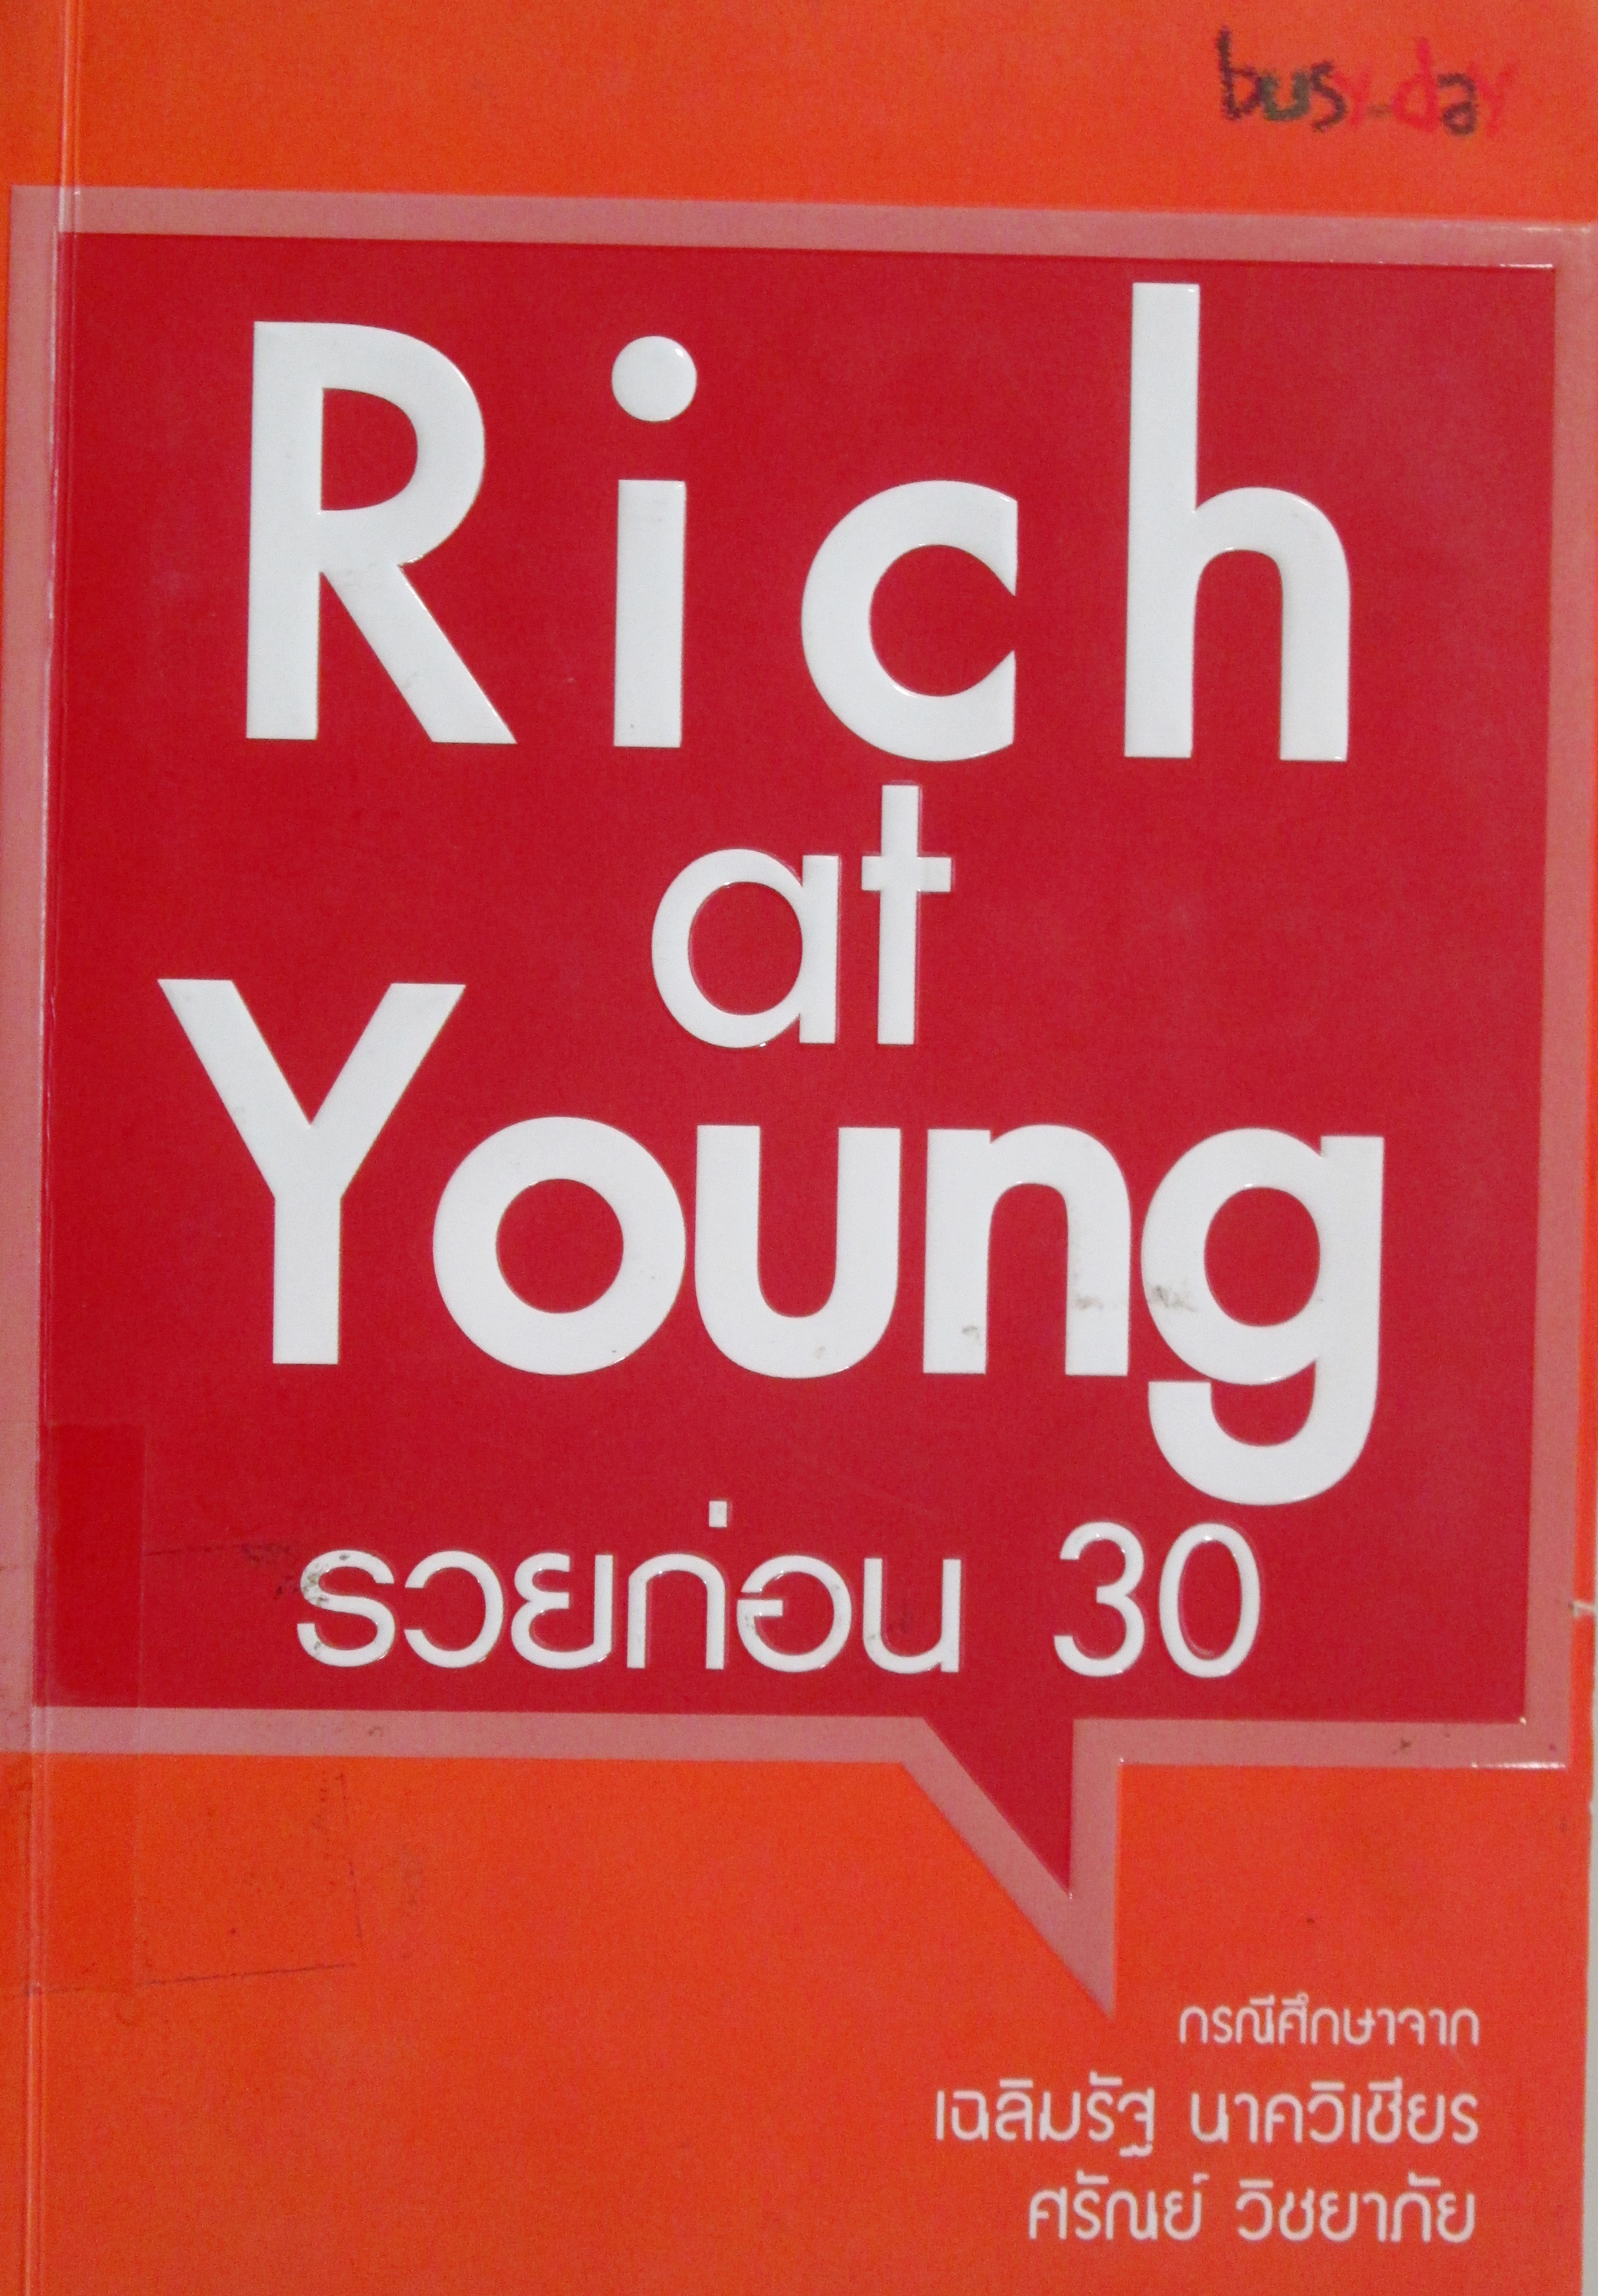 busy-day
Rich
at
Young
รวยก่อน 30
กรณีศึกษาจาก
เฉลิมรัฐ นาควิเชียร
ศรัณย์ วิชยาภัย